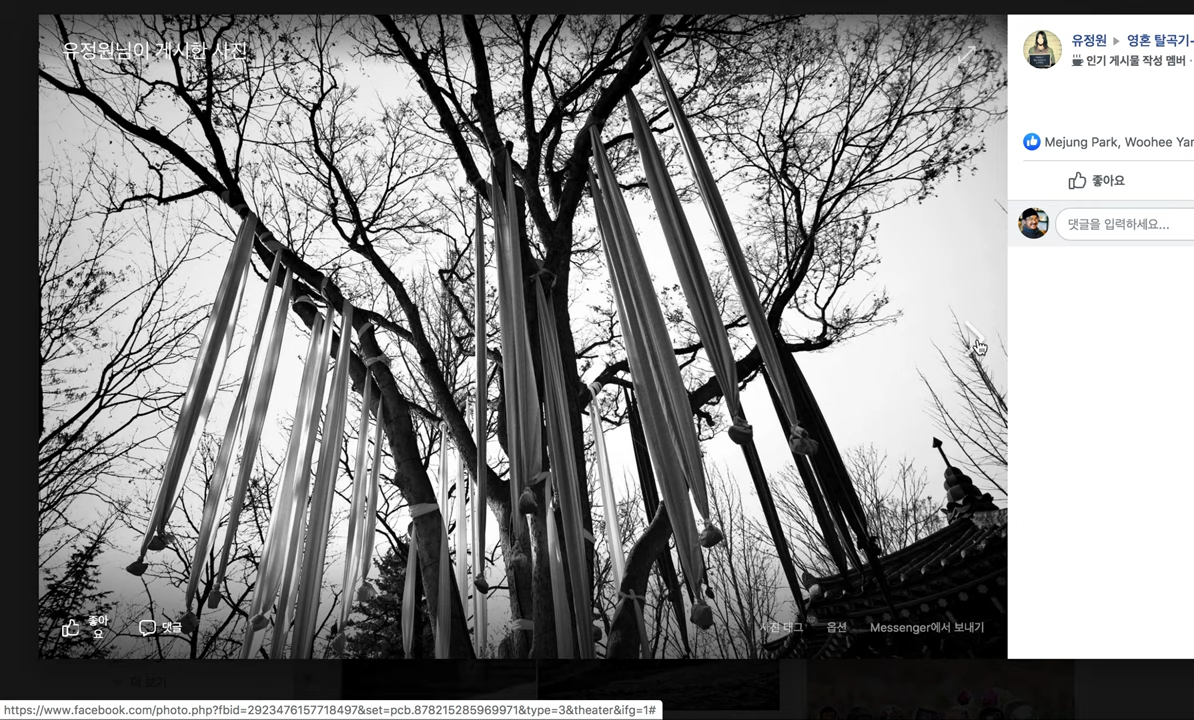 유정원님이 게시한 사진
유정원 ▶ 영혼 탈곡기-
인기 게시물 작성 멤버 ·
Mejung Park, Woohee Yar
좋아요
댓글을 입력하세요...
좋아
요
댓글
사진 태그
옵션
Messenger에서 보내기
더 보기
https://www.facebook.com/photo.php?fbid=2923476157718497&set=pcb.878215285969971&type=3&theater&ifg=1#